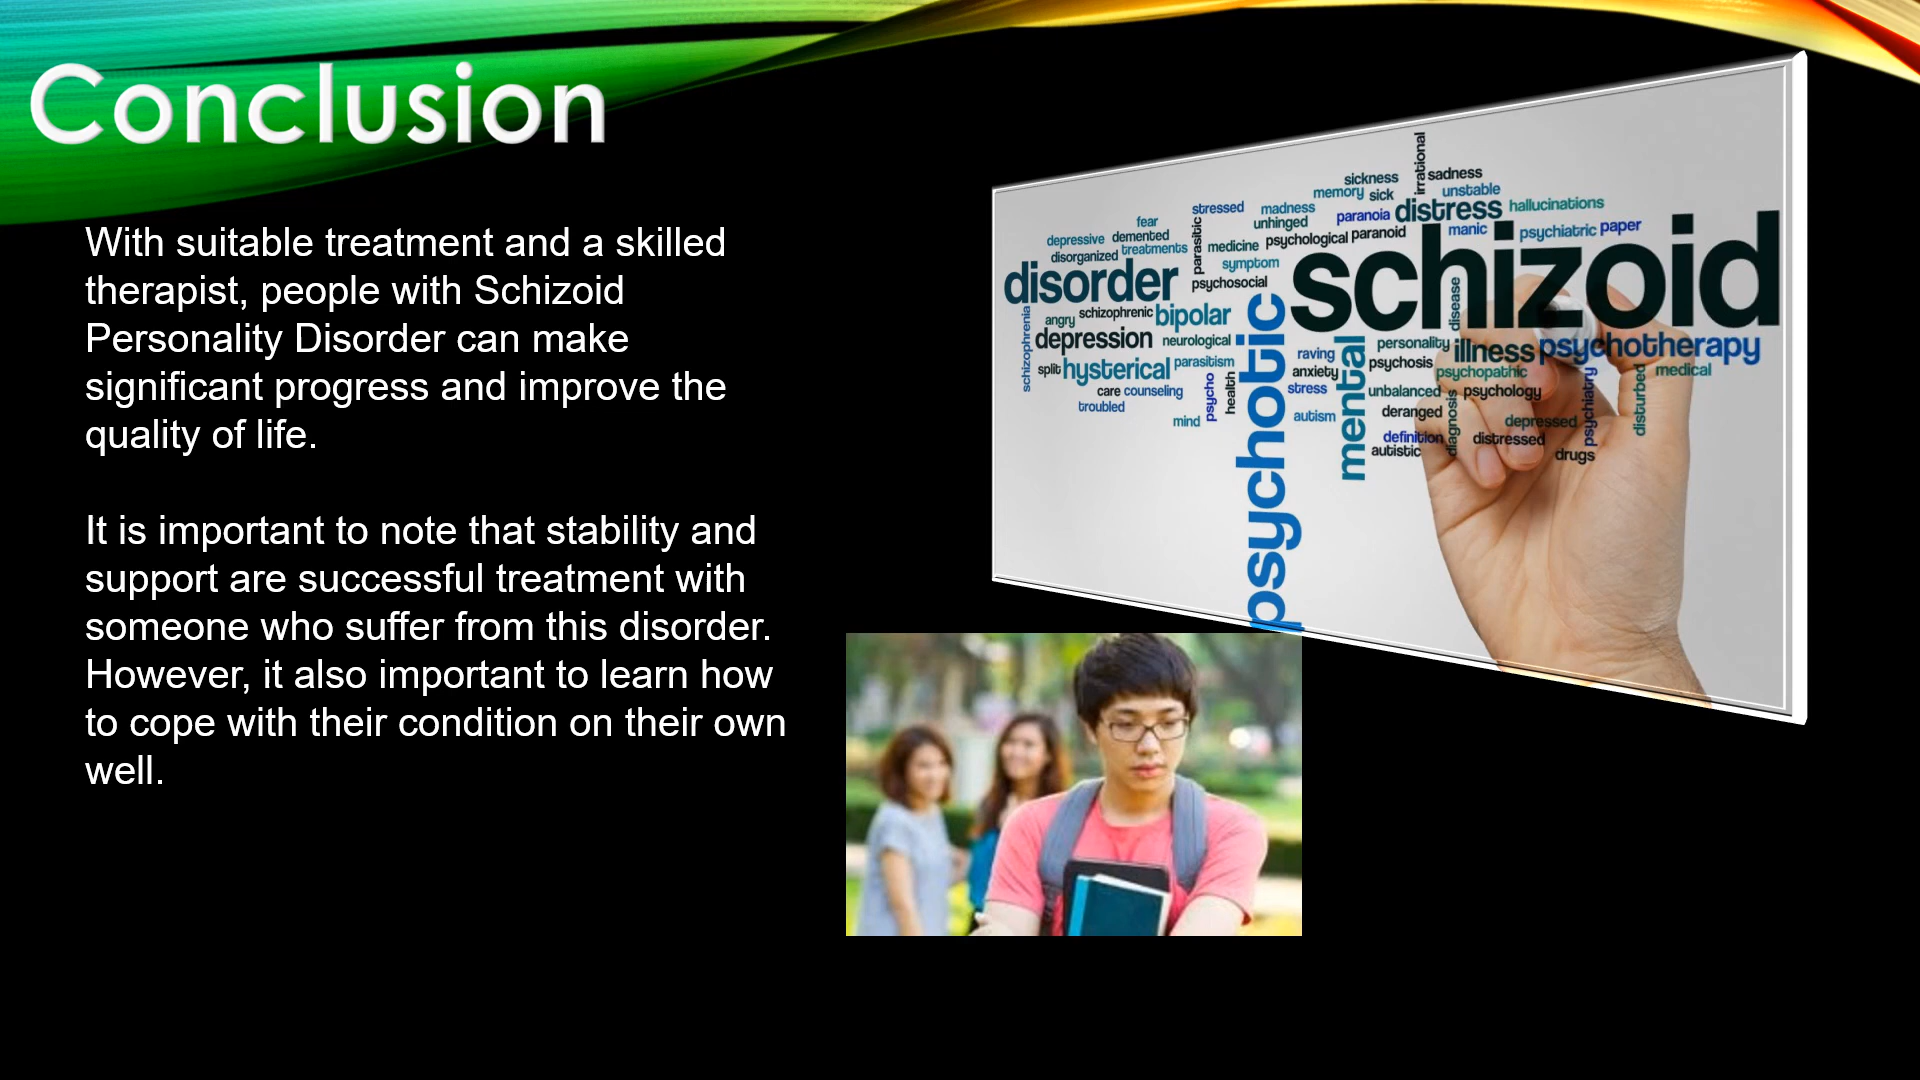 Conclusion
With suitable treatment and a skilled
therapist, people with Schizoid
Personality Disorder can make
significant progress and improve the
quality of life.
It is important to note that stability and
support are successful treatment with
someone who suffer from this disorder.
However, it also important to learn how
to cope with their condition on their own
well.
irrational
sickness
sadness
memory
sick
unstable
stressed
madness
paranoia
distress
hallucinations
fear
unhinged
manic
psychiatric
paper
depressive
demented
parasitic
medicine
psychological
paranoid
schizoid
disorganized
treatments
symptom
disorder
psychosocial
disease
schizophrenia
angry
schizophrenic
bipolar
psychotic
depression
neurological
mental
personality
illness
psychotherapy
split
hysterical
parasitism
raving
anxiety
psychosis
psychopathic
medical
care
counseling
psycho
health
stress
unbalanced
psychology
psychiatry
disturbed
troubled
mind
autism
deranged
diagnosis
depressed
definition
distressed
autistic
drugs